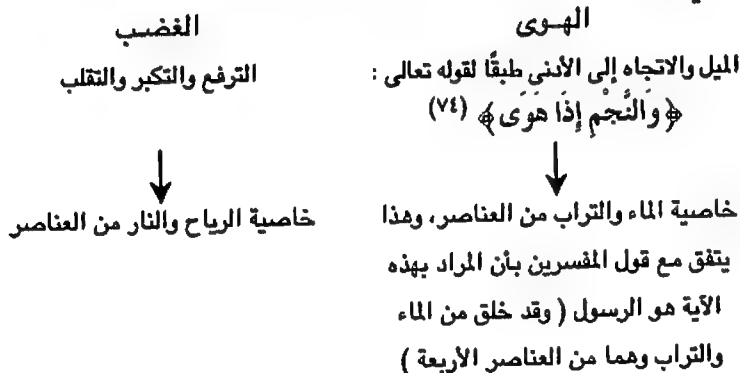 الهـوى
الميل والاتجاه إلى الأدنى طبقًا لقوله تعالى :
﴿ وَالنَّجْمِ إِذَا هَوَى ﴾ (٧٤)
خاصية الماء والتراب من العناصر، وهذا
يتفق مع قول المفسرين بأن المراد بهذه
الآية هو الرسول ( وقد خلق من الماء
والتراب وهما من العناصر الأربعة )
الغضـب
الترفع والتكبر والتقلب
خاصية الرياح والنار من العناصر